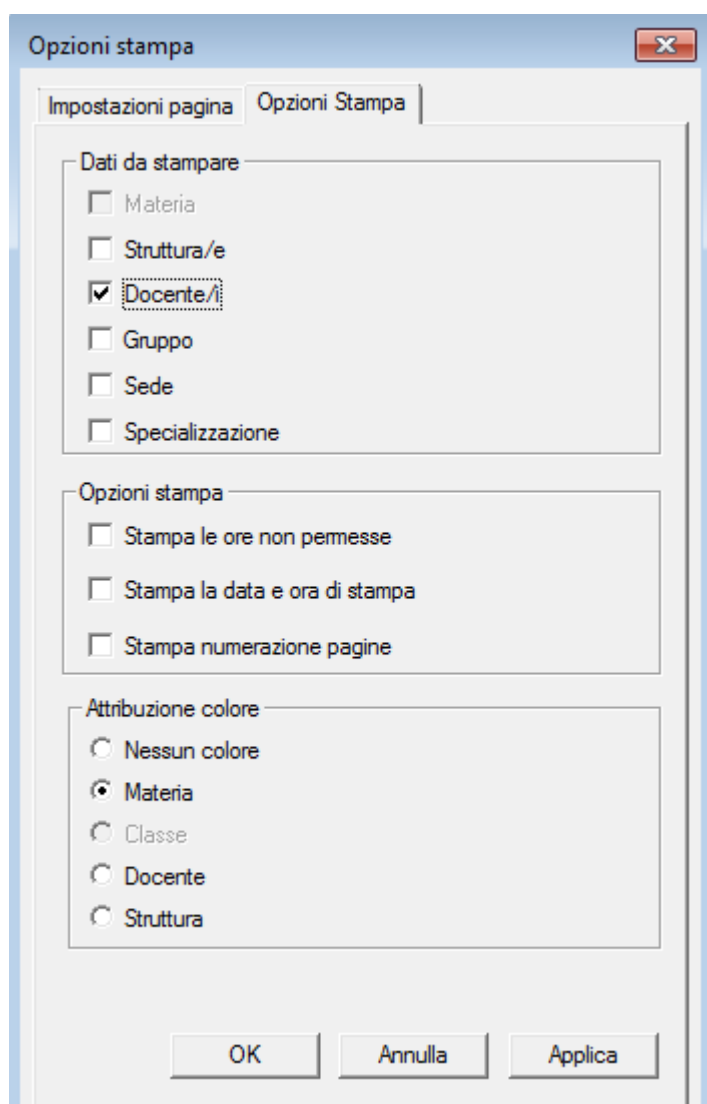 Opzioni stampa
Impostazioni pagina Opzioni Stampa
Dati da stampare
Materia
Struttura/e
Docente/i
Gruppo
Sede
Specializzazione
Opzioni stampa
Stampa le ore non permesse
Stampa la data e ora di stampa
Stampa numerazione pagine
Attribuzione colore
Nessun colore
Materia
Classe
Docente
Struttura
OK Annulla Applica